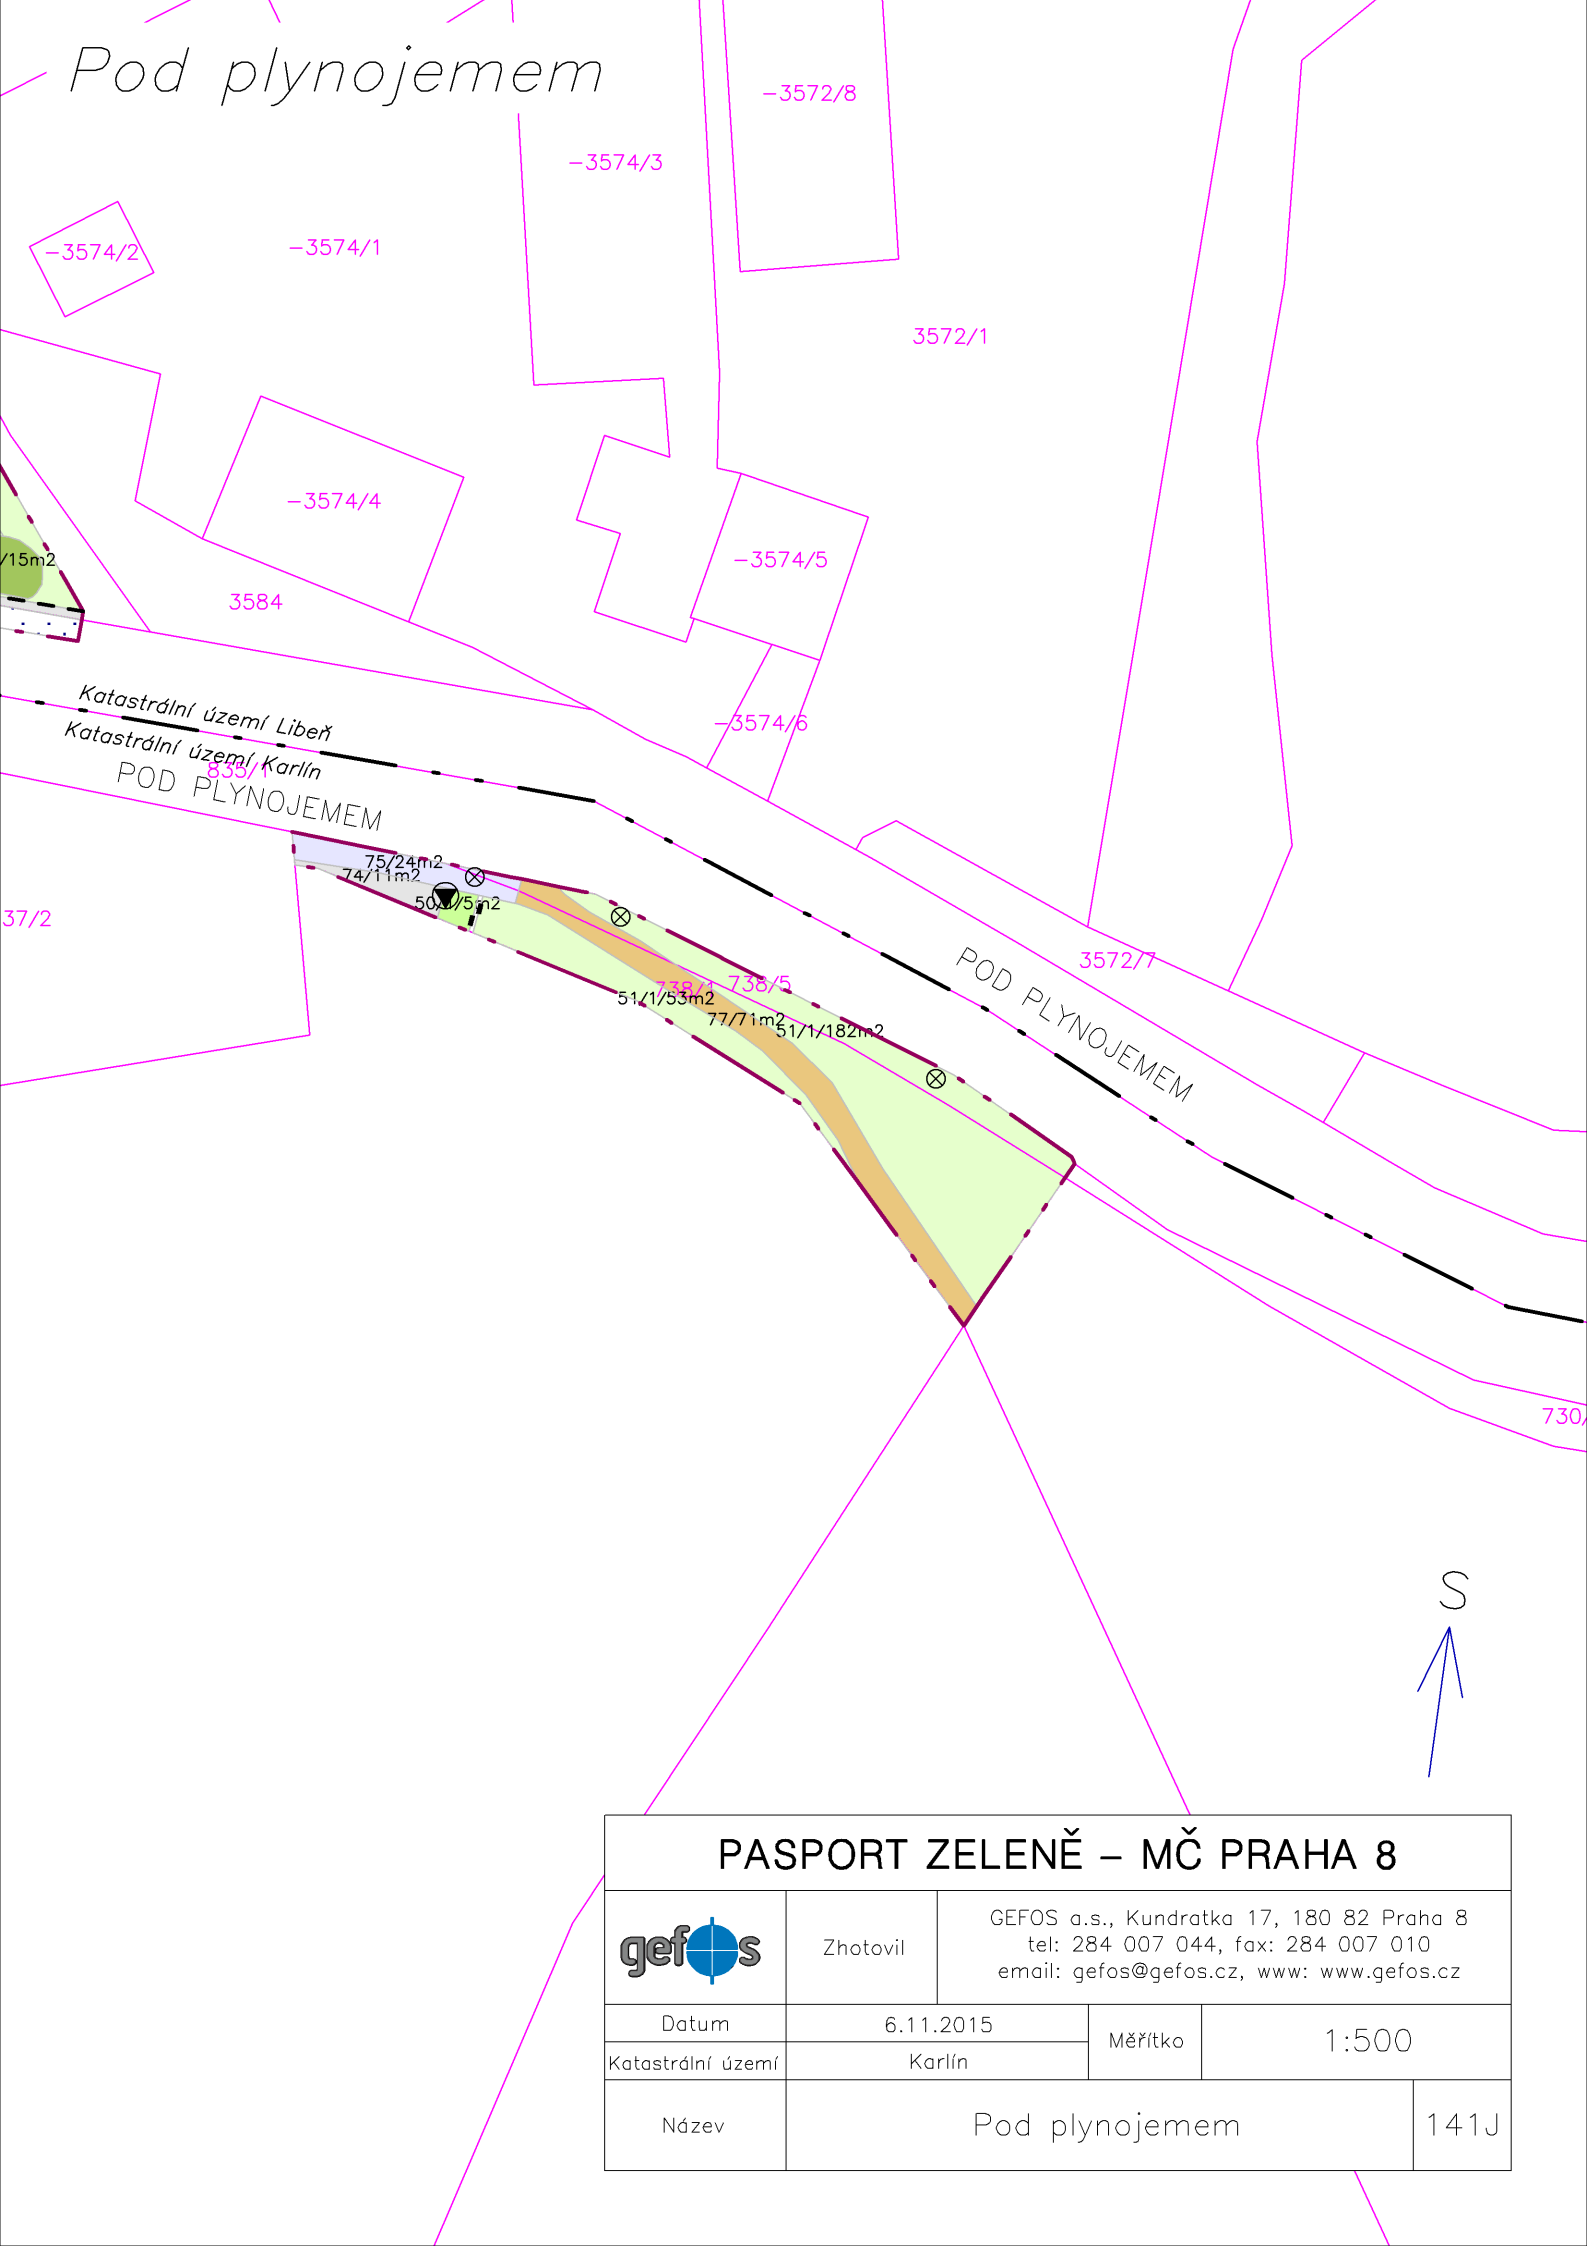 Pod plynojemem
-3572/8
-3574/3
-3574/2
-3574/1
3572/1
-3574/4
-3574/5
/15m2
3584
-3574/6
Katastrální území Libeň
Katastrální území Karlín
835/1
POD PLYNOJEMEM
75/24m2
74/11m2
50/1/5m2
37/2
POD PLYNOJEMEM
3572/7
738/1
738/5
51/1/53m2
77/71m2
51/1/182m2
730/
S
PASPORT ZELENĚ – MČ PRAHA 8
gefos
Zhotovil
GEFOS a.s., Kundratka 17, 180 82 Praha 8
tel: 284 007 044, fax: 284 007 010
email: gefos@gefos.cz, www: www.gefos.cz
Datum
6.11.2015
Měřítko
1:500
Katastrální území
Karlín
Název
Pod plynojemem
141J